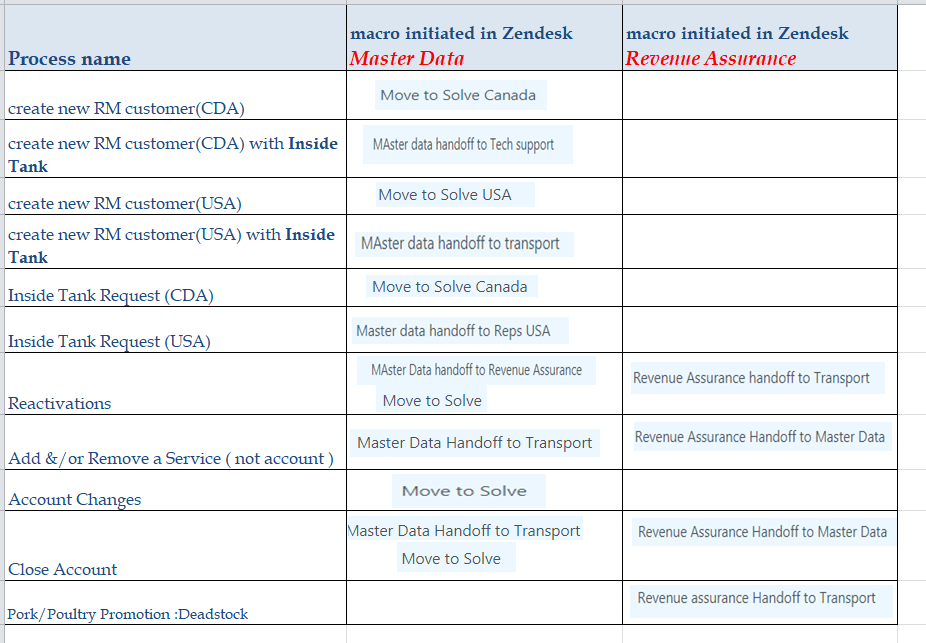 macro initiated in Zendesk
macro initiated in Zendesk
Process name
Master Data
Revenue Assurance
create new RM customer(CDA)
Move to Solve Canada
create new RM customer(CDA) with Inside
Tank
MAster data handoff to Tech support
create new RM customer(USA)
Move to Solve USA
create new RM customer(USA) with Inside
Tank
MAster data handoff to transport
Inside Tank Request (CDA)
Move to Solve Canada
Inside Tank Request (USA)
Master data handoff to Reps USA
Reactivations
MAster Data handoff to Revenue Assurance
Move to Solve
Revenue Assurance handoff to Transport
Add &/or Remove a Service ( not account )
Master Data Handoff to Transport
Revenue Assurance Handoff to Master Data
Account Changes
Move to Solve
Close Account
Master Data Handoff to Transport
Move to Solve
Revenue Assurance Handoff to Master Data
Pork/Poultry Promotion :Deadstock
Revenue assurance Handoff to Transport